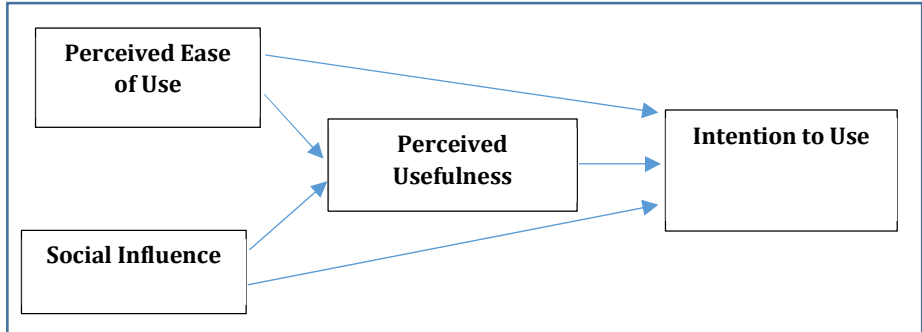 Perceived Ease
of Use
Perceived
Usefulness
Intention to Use
Social Influence